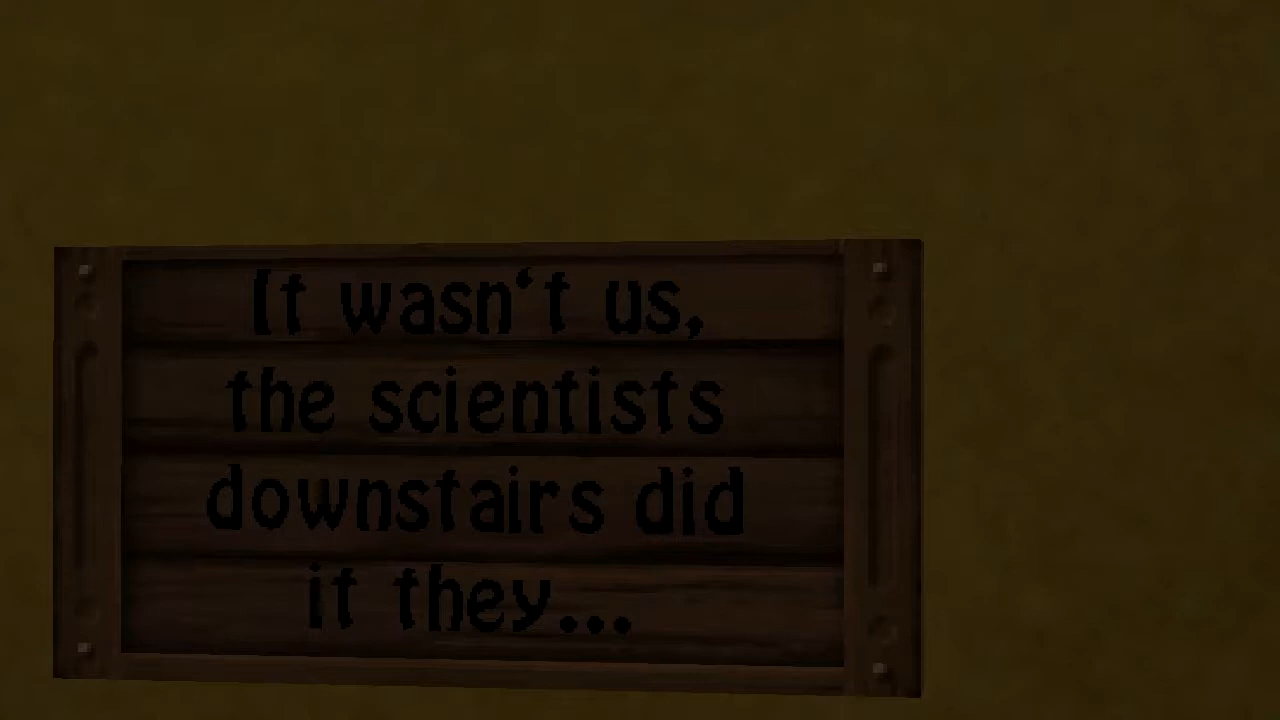 It wasn't us,
the scientists
downstairs did
it they...